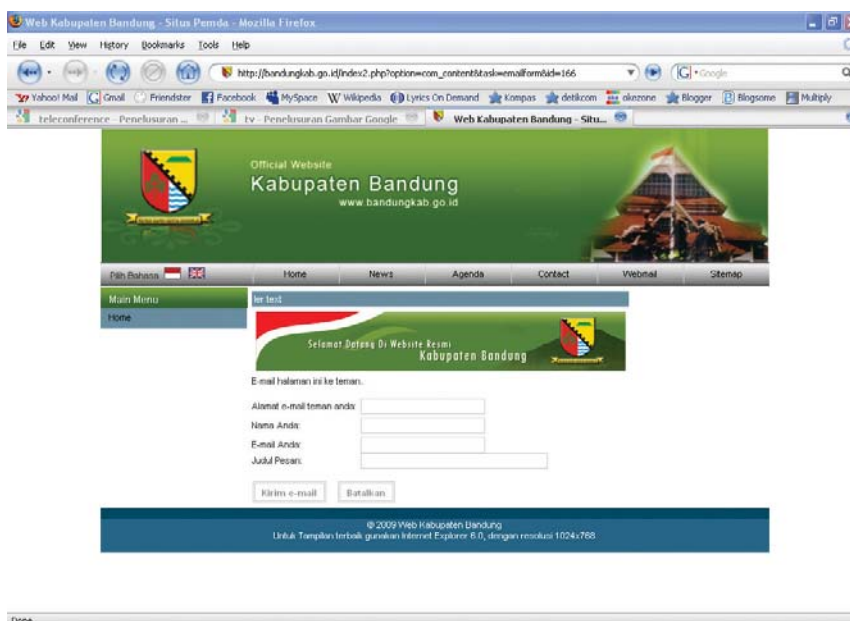 Web Kabupaten Bandung - Situs Pemda - Mozilla Firefox
File Edit View History Bookmarks Tools Help
http://bandungkab.go.id/index2.php?option=com_content&task=emailform&id=166
G Google
Yahoo! Mail Gmail Friendster Facebook MySpace Wikipedia Lyrics On Demand Kompas detikcom okezone Blogger Blogsome Multiply
teleconference - Penelusuran ... tv - Penelusuran Gambar Google Web Kabupaten Bandung - Situ...
Official Website
Kabupaten Bandung
www.bandungkab.go.id
Pilih Bahasa Home News Agenda Contact Webmail Sitemap
Main Menu
ler test
Home
Selamat Datang Di Website Resmi
Kabupaten Bandung
E-mail halaman ini ke teman.
Alamat e-mail teman anda:
Nama Anda:
E-mail Anda:
Judul Pesan:
Kirim e-mail Batalkan
© 2009 Web Kabupaten Bandung
Untuk Tampilan terbaik gunakan Internet Explorer 6.0, dengan resolusi 1024x768
Done